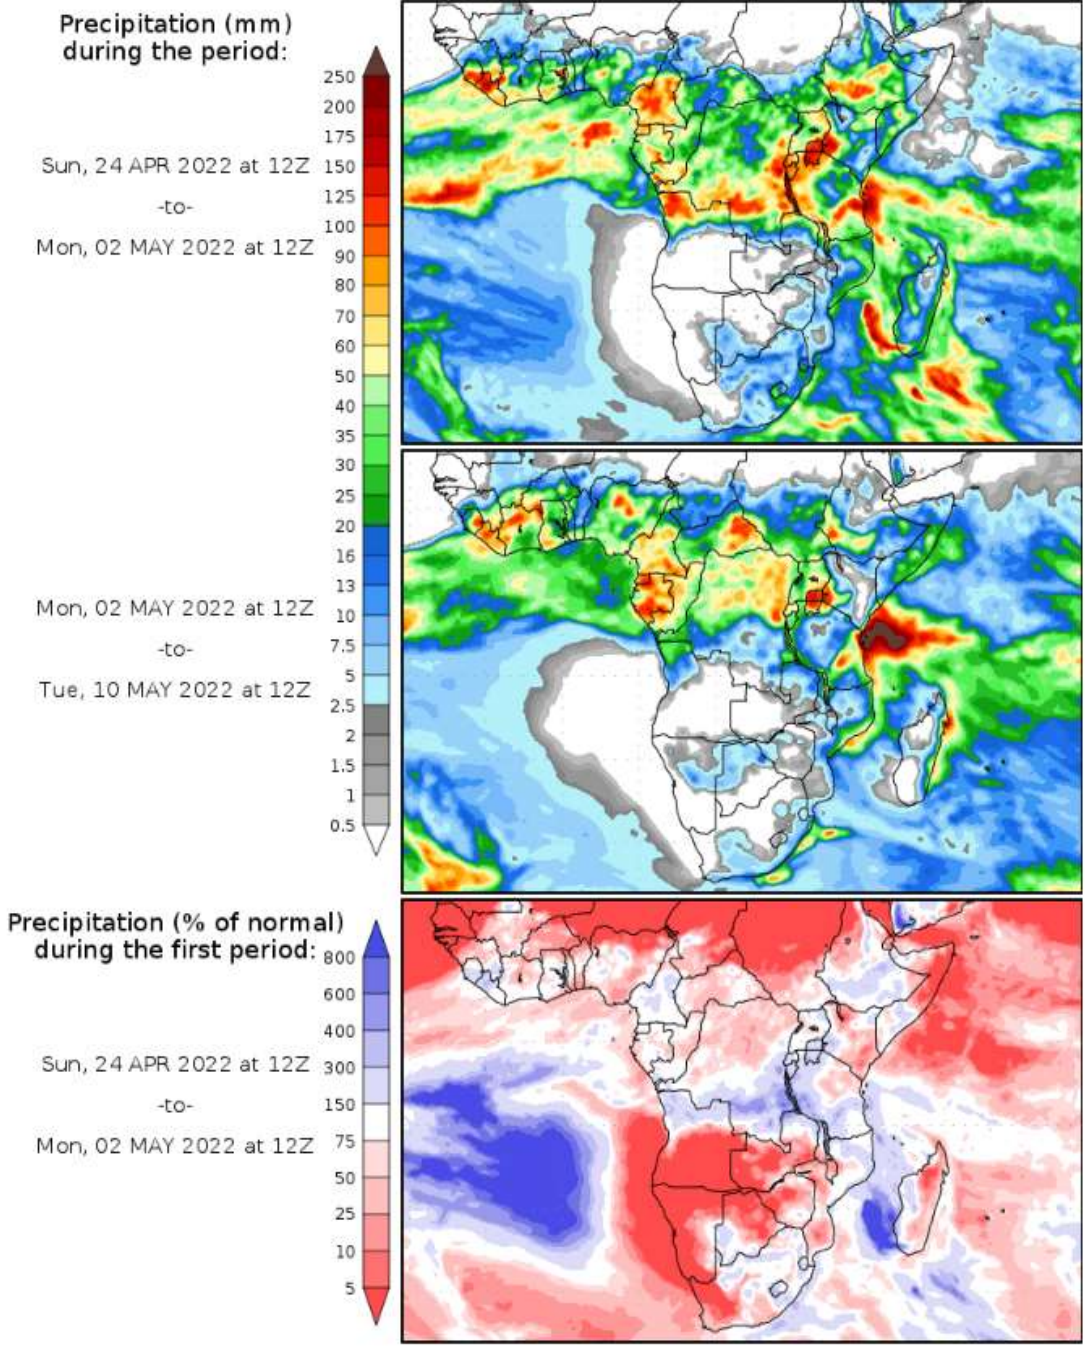 Precipitation (mm)
during the period:
250
200
175
Sun, 24 APR 2022 at 12Z
150
125
-to-
100
Mon, 02 MAY 2022 at 12Z
90
80
70
60
50
40
35
30
25
20
16
13
Mon, 02 MAY 2022 at 12Z
10
-to-
7.5
5
Tue, 10 MAY 2022 at 12Z
2.5
2
1.5
1
0.5
Precipitation (% of normal)
during the first period:
800
600
400
Sun, 24 APR 2022 at 12Z
300
-to-
150
Mon, 02 MAY 2022 at 12Z
75
50
25
10
5